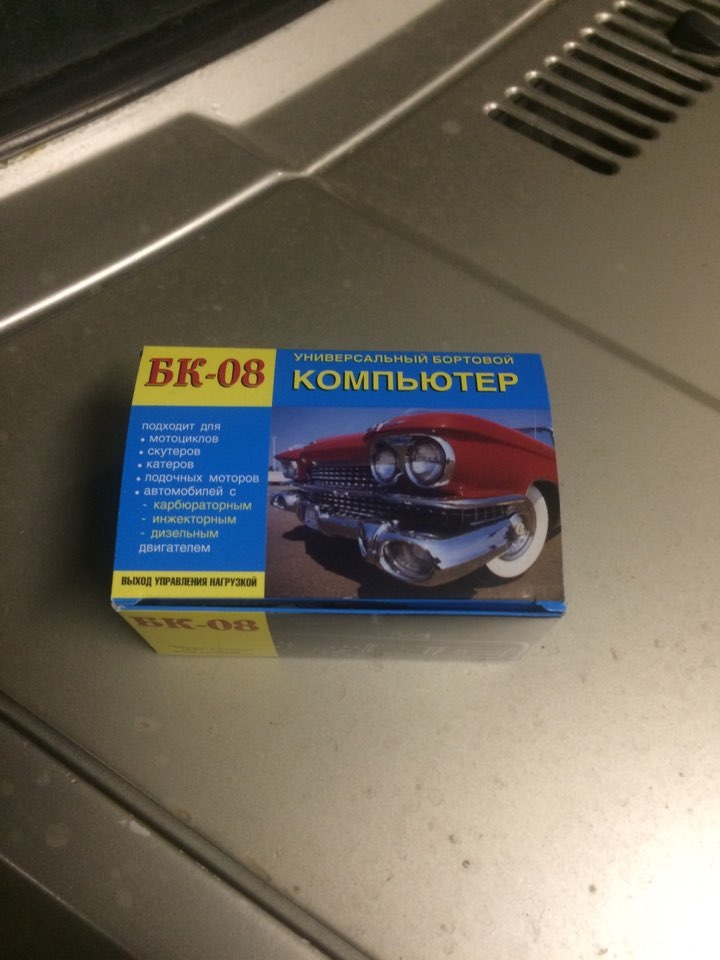 БК-08
УНИВЕРСАЛЬНЫЙ БОРТОВОЙ
КОМПЬЮТЕР
подходит для
• мотоциклов
• скутеров
• катеров
• лодочных моторов
• автомобилей с
- карбюраторным
- инжекторным
- дизельным
двигателем
ВЫХОД УПРАВЛЕНИЯ НАГРУЗКОЙ
БК-08